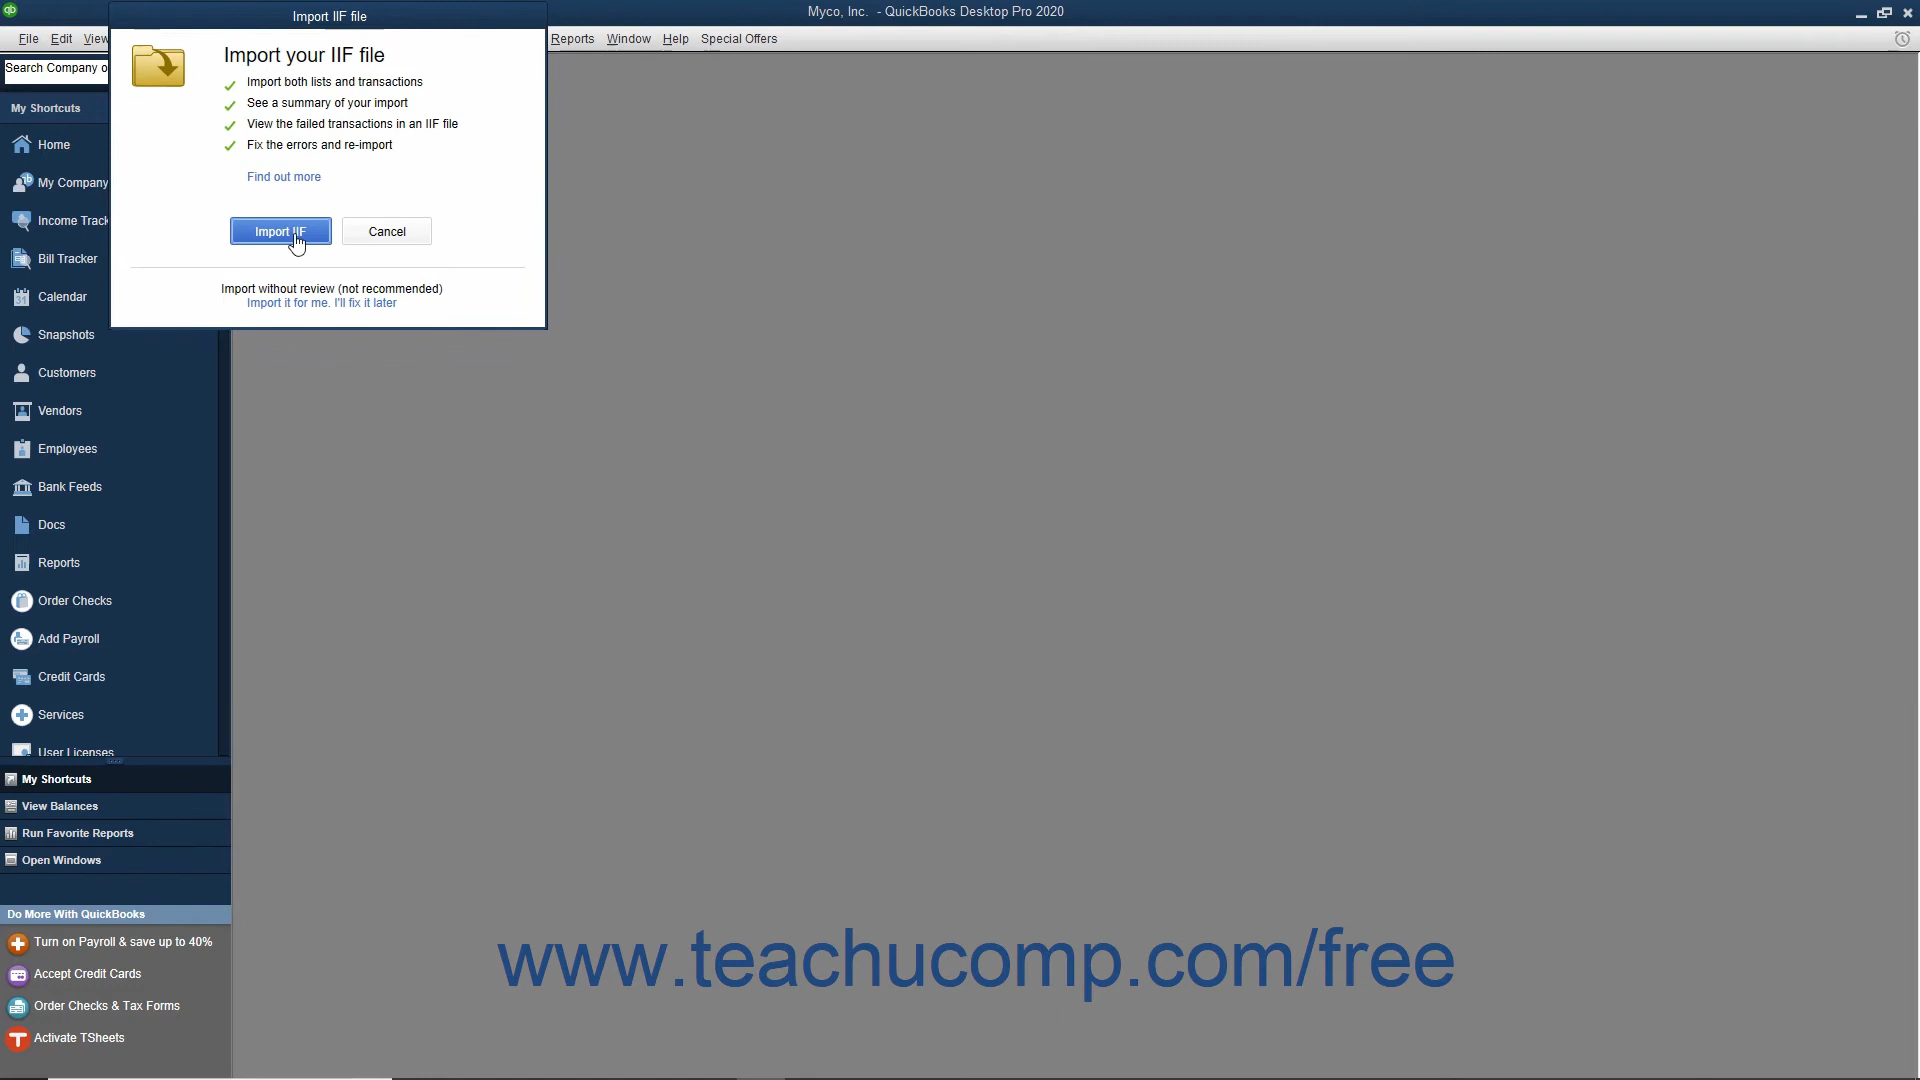 Import IIF file
Myco, Inc. - QuickBooks Desktop Pro 2020
File Edit View
Reports Window Help Special Offers
Search Company o
My Shortcuts
Home
My Company
Income Track
Bill Tracker
Calendar
Snapshots
Customers
Vendors
Employees
Bank Feeds
Docs
Reports
Order Checks
Add Payroll
Credit Cards
Services
User Licenses
My Shortcuts
View Balances
Run Favorite Reports
Open Windows
Do More With QuickBooks
Turn on Payroll & save up to 40%
Accept Credit Cards
Order Checks & Tax Forms
Activate TSheets
Import your IIF file
Import both lists and transactions
See a summary of your import
View the failed transactions in an IIF file
Fix the errors and re-import
Find out more
Import IIF
Cancel
Import without review (not recommended)
Import it for me. I'll fix it later
www.teachucomp.com/free